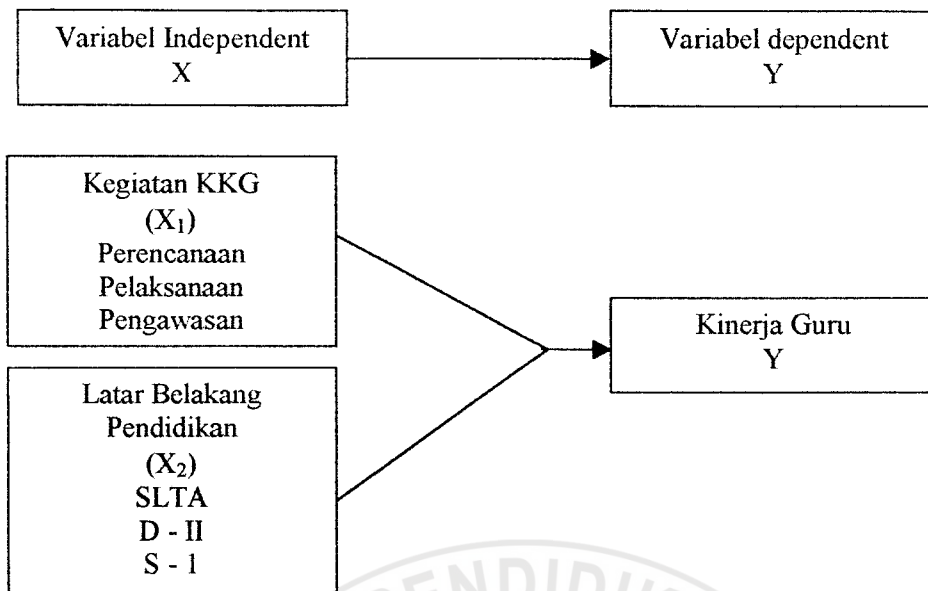 Variabel Independent
X
Variabel dependent
Y
Kegiatan KKG
(X₁)
Perencanaan
Pelaksanaan
Pengawasan
Kinerja Guru
Y
Latar Belakang
Pendidikan
(X₂)
SLTA
D - II
S - 1